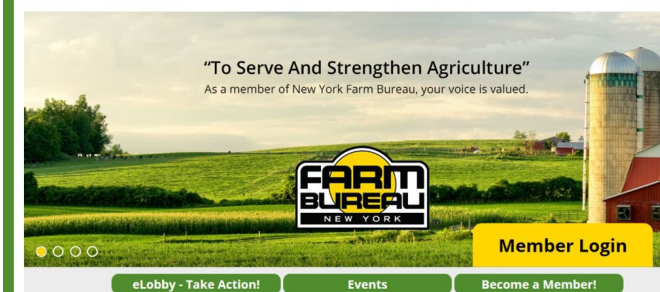 “To Serve And Strengthen Agriculture”
As a member of New York Farm Bureau, your voice is valued.
FARM
BUREAU
NEW YORK
Member Login
eLobby - Take Action!
Events
Become a Member!